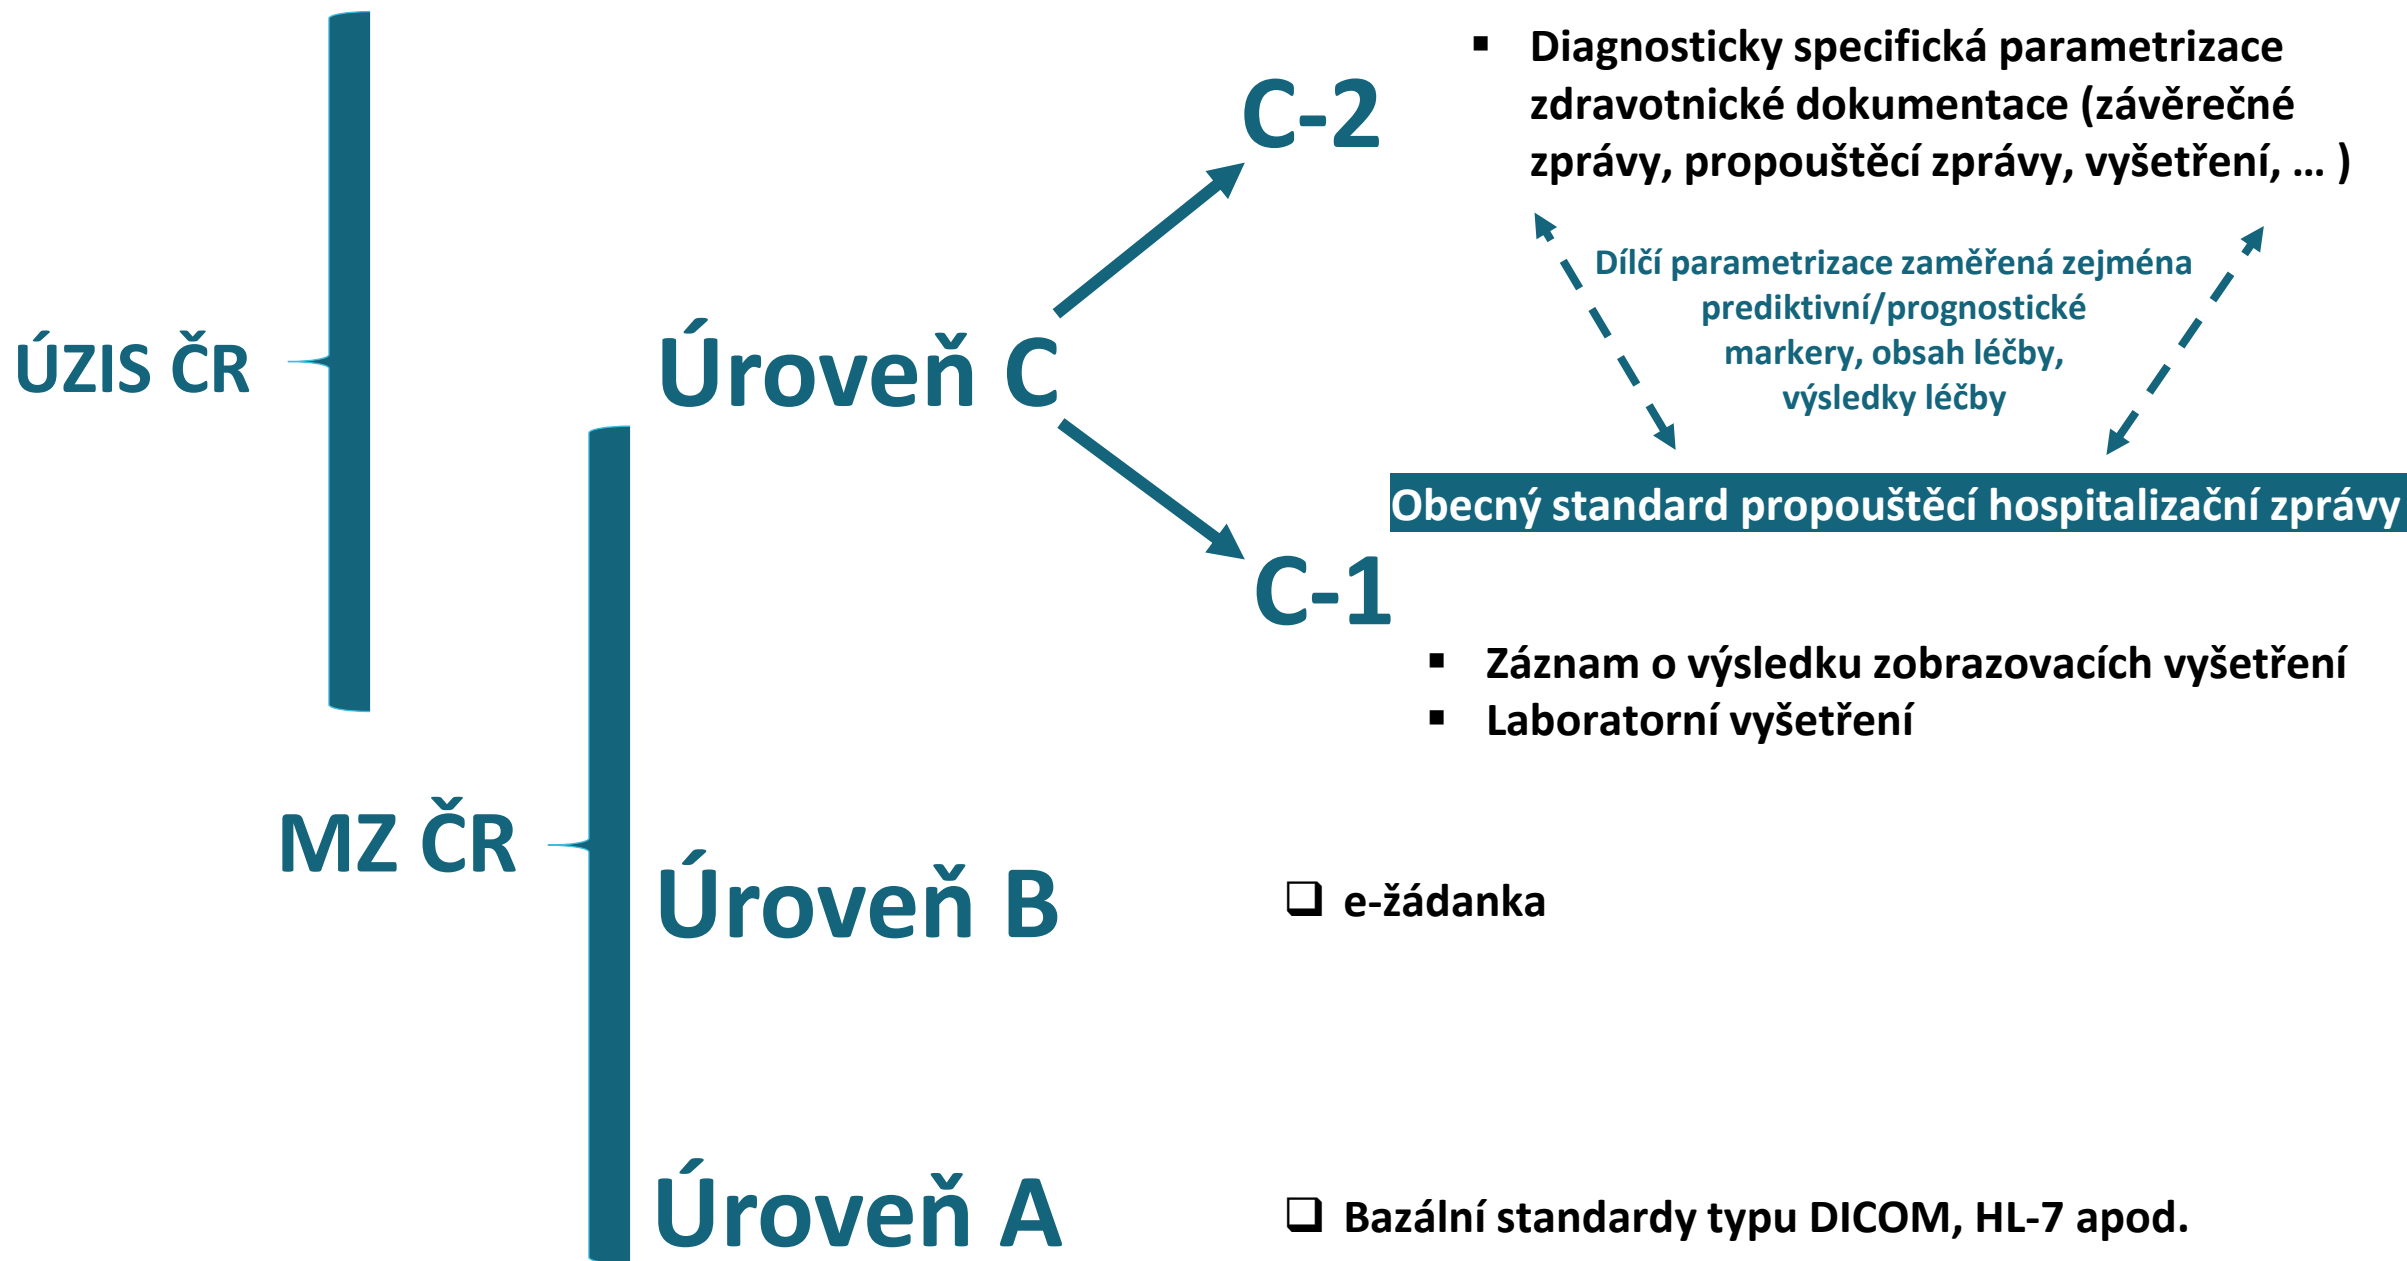 C-2
Diagnosticky specifická parametrizace
zdravotnické dokumentace (závěrečné
zprávy, propouštěcí zprávy, vyšetření, ... )
Dílčí parametrizace zaměřená zejména
prediktivní/prognostické
markery, obsah léčby,
výsledky léčby
ÚZIS ČR
Úroveň C
Obecný standard propouštěcí hospitalizační zprávy
C-1
Záznam o výsledku zobrazovacích vyšetření
Laboratorní vyšetření
MZ ČR
Úroveň B
e-žádanka
Úroveň A
Bazální standardy typu DICOM, HL-7 apod.